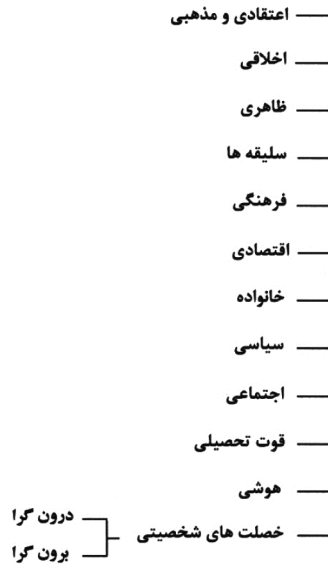 اعتقادی و مذهبی
اخلاقی
ظاهری
سلیقه ها
فرهنگی
اقتصادی
خانواده
سیاسی
اجتماعی
قوت تحصیلی
هوشی
خصلت های شخصیتی
درون گرا
برون گرا